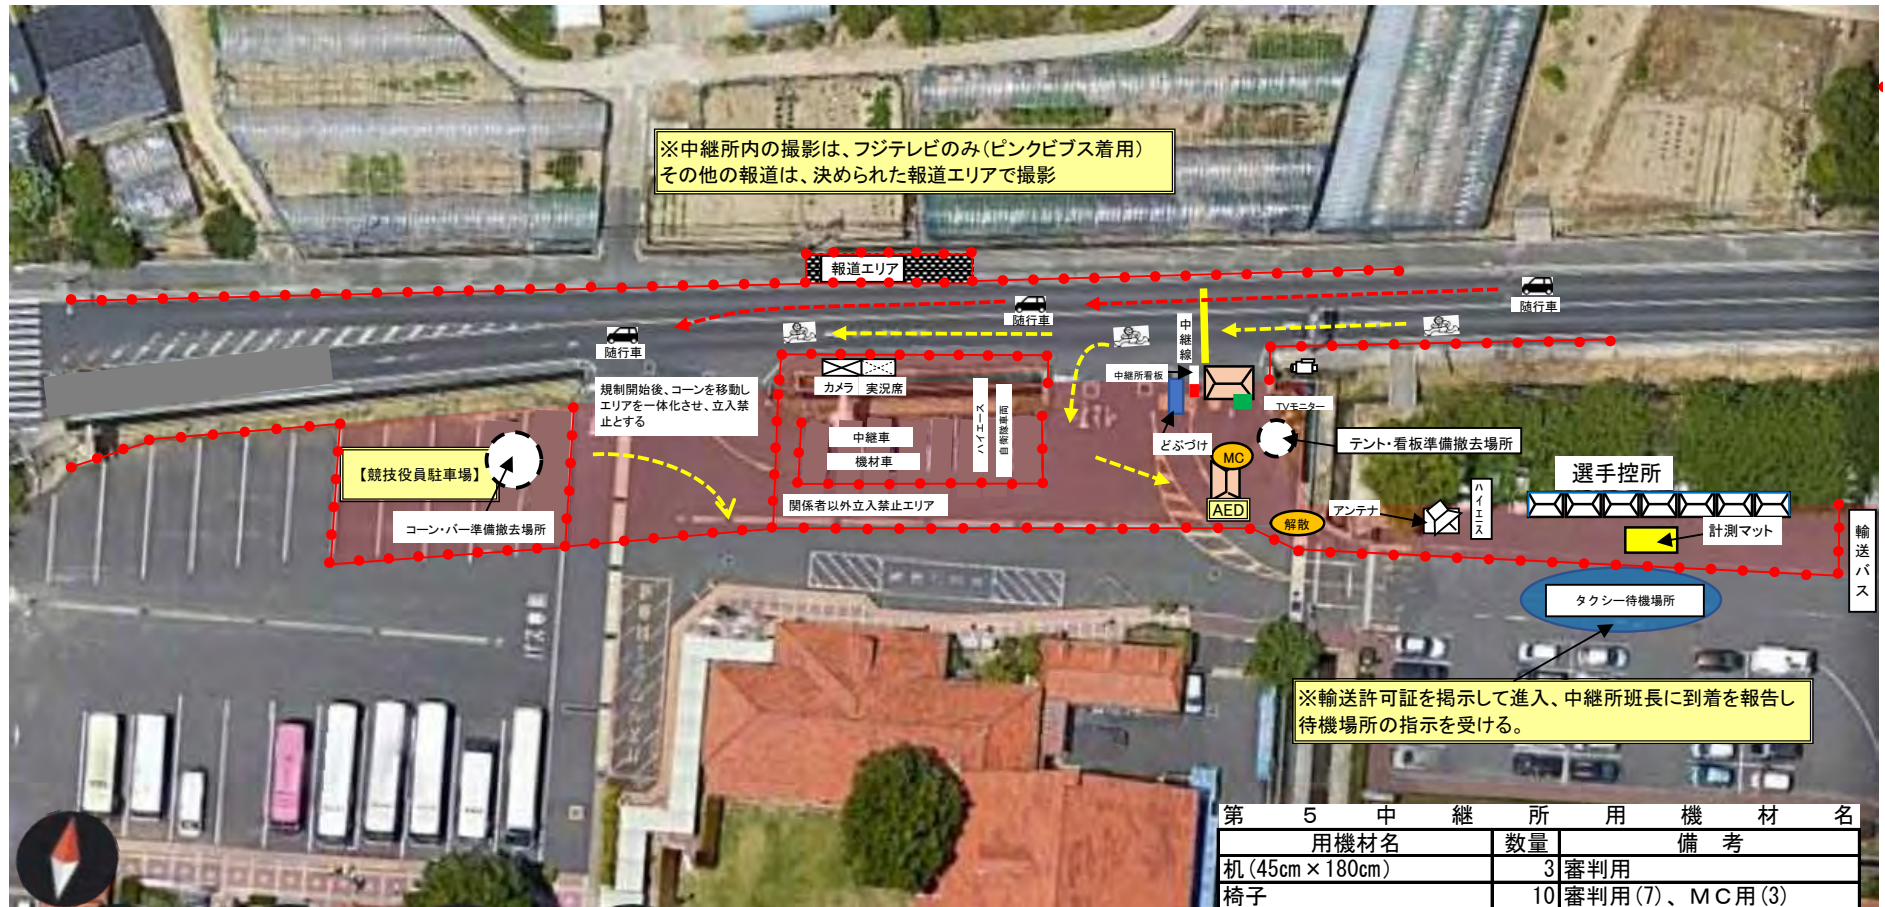 ※中継所内の撮影は、フジテレビのみ(ピンクビブス着用)
その他の報道は、決められた報道エリアで撮影
報道エリア
随行車
随行車
随行車
中継線
中継所看板
カメラ
実況席
規制開始後、コーンを移動し
エリアを一体化させ、立入禁
止とする
ハイエース
自衛隊車両
中継車
機材車
どぶづけ
TVモニター
テント・看板準備撤去場所
【競技役員駐車場】
MC
選手控所
コーン・バー準備撤去場所
関係者以外立入禁止エリア
AED
解散
アンテナ
ハイエース
計測マット
輸送バス
タクシー待機場所
※輸送許可証を掲示して進入、中継所班長に到着を報告し
待機場所の指示を受ける。
第5中継所用機材名
用機材名 数量 備考
机(45cm×180cm) 3 審判用
椅子 10 審判用(7)、MC用(3)